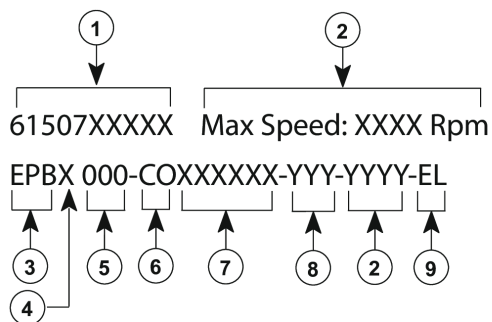 1 2
61507XXXXX Max Speed: XXXX Rpm
EPBX 000-COXXXXXX-YYY-YYYY-EL
3 5 6 7 8 2 9
4